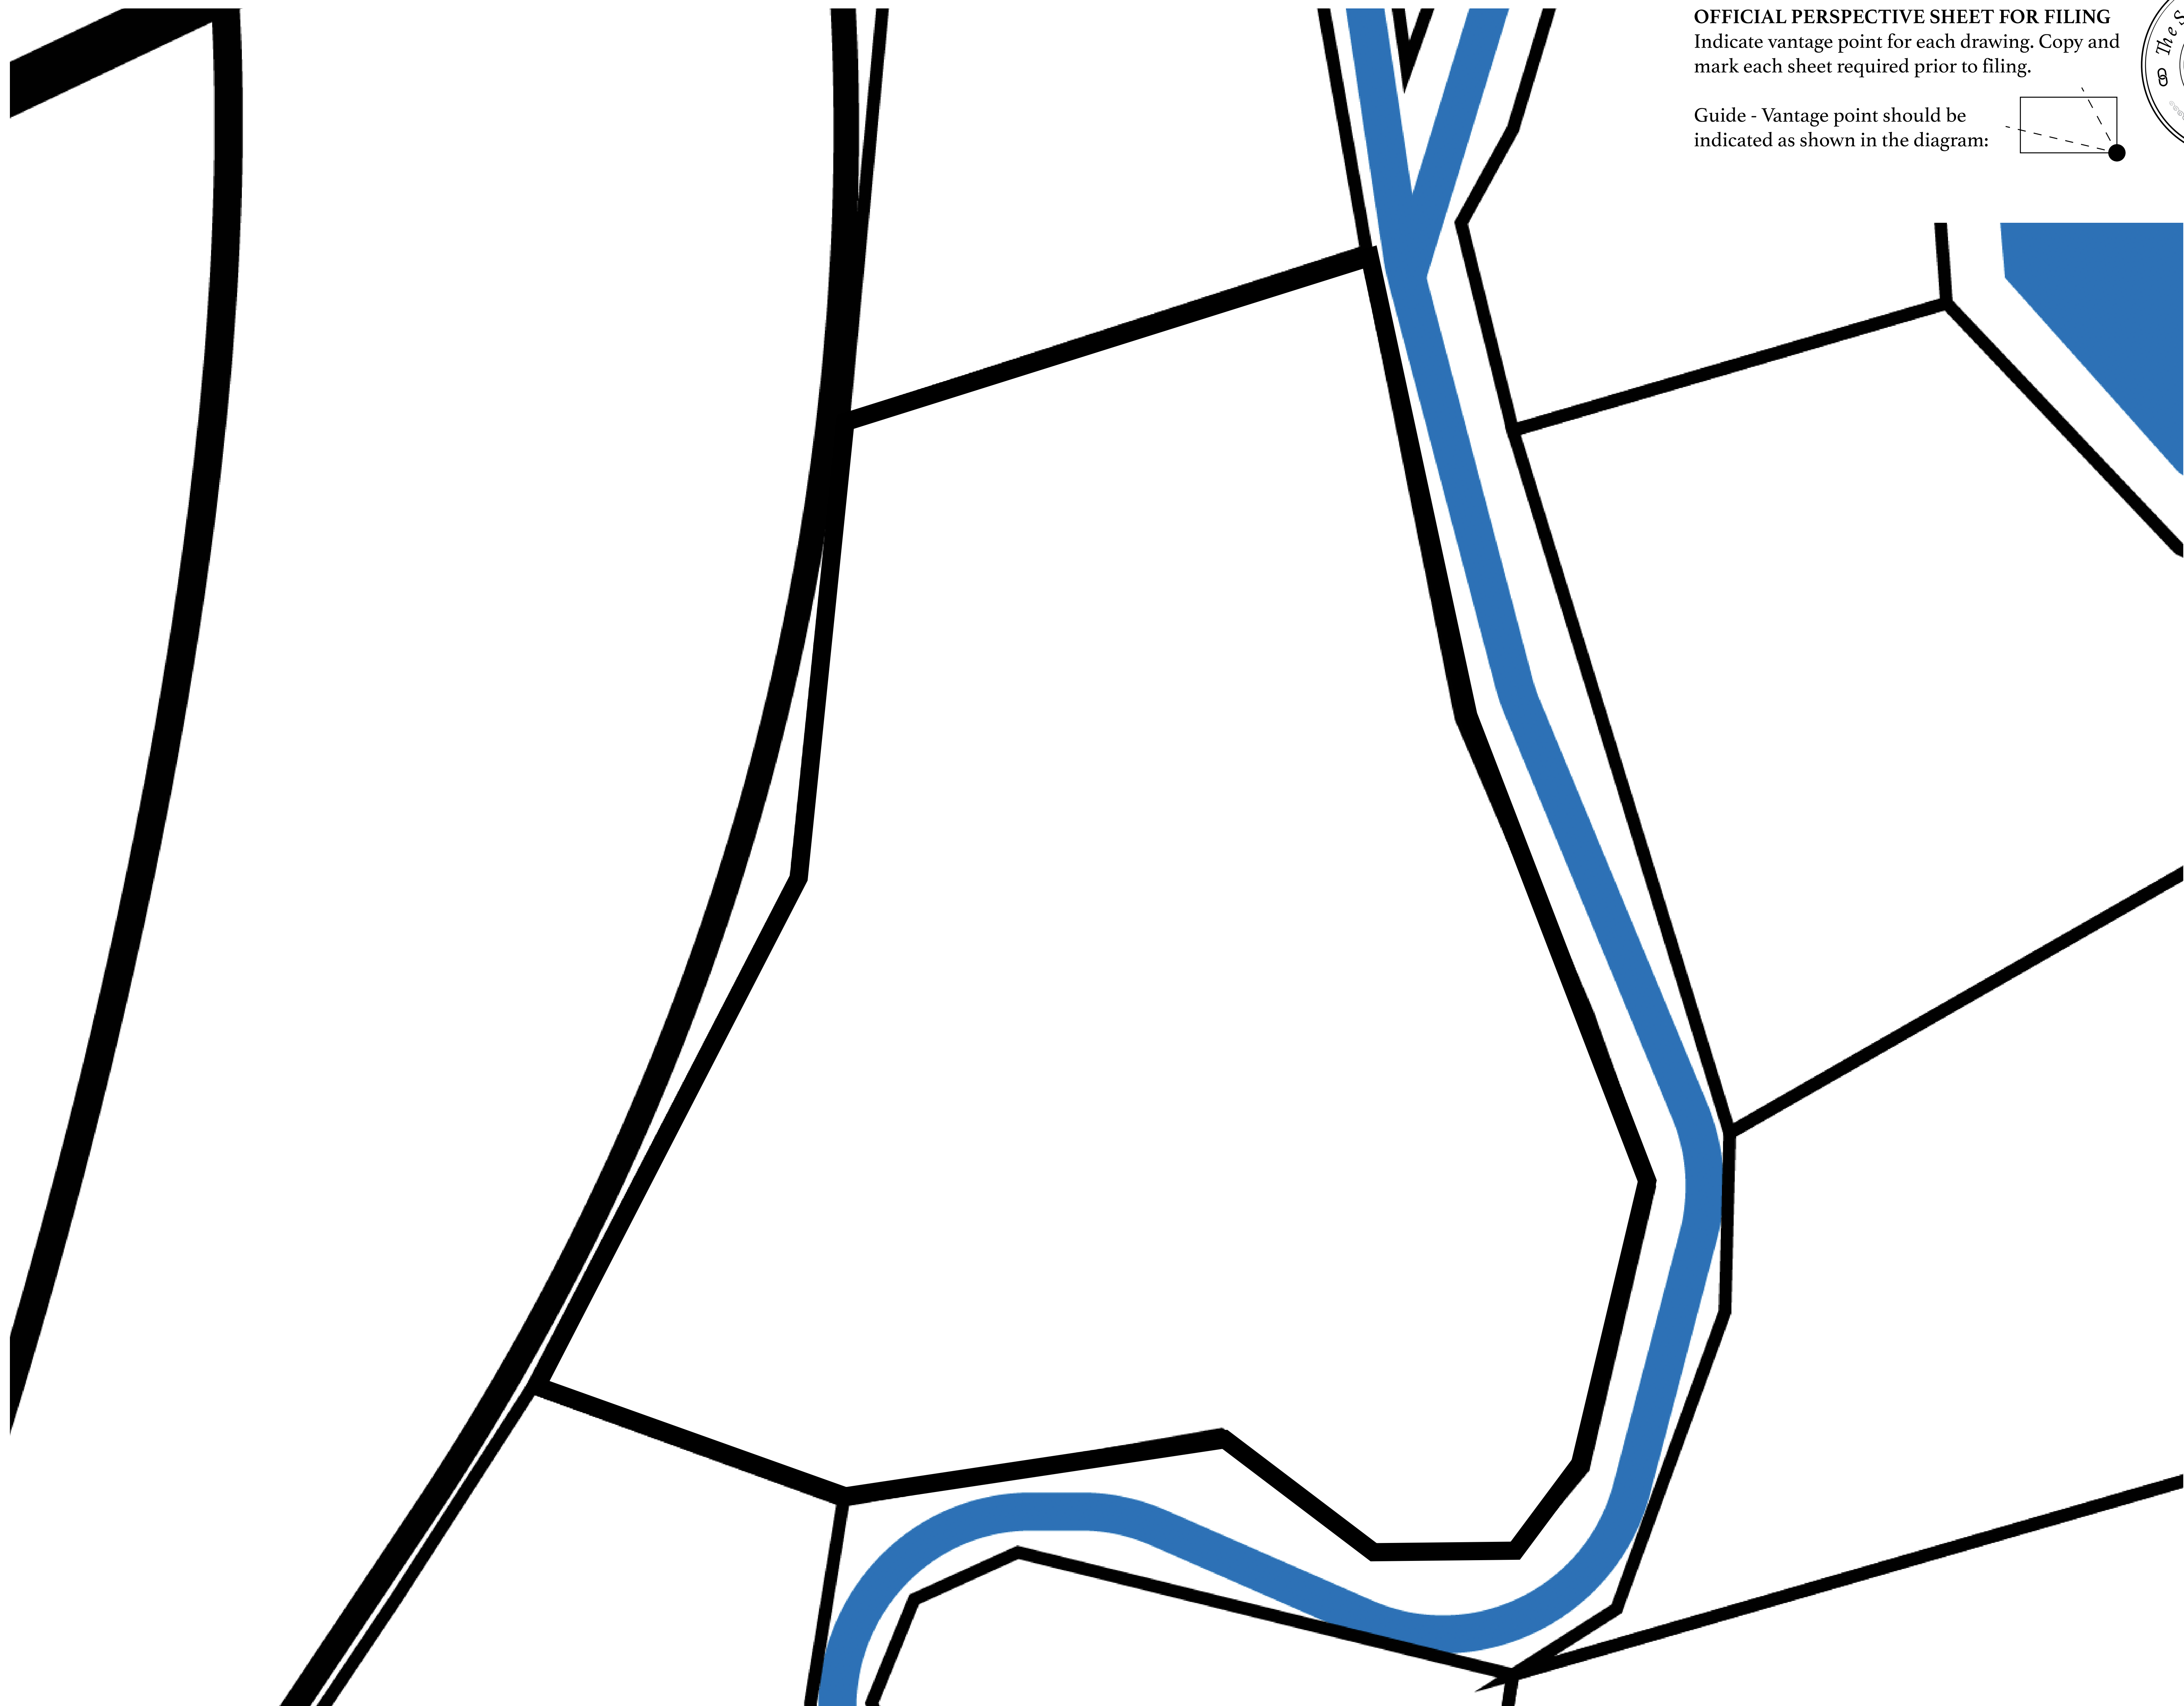 OFFICIAL PERSPECTIVE SHEET FOR FILING
Indicate vantage point for each drawing. Copy and
mark each sheet required prior to filing.
Guide - Vantage point should be
indicated as shown in the diagram:
The